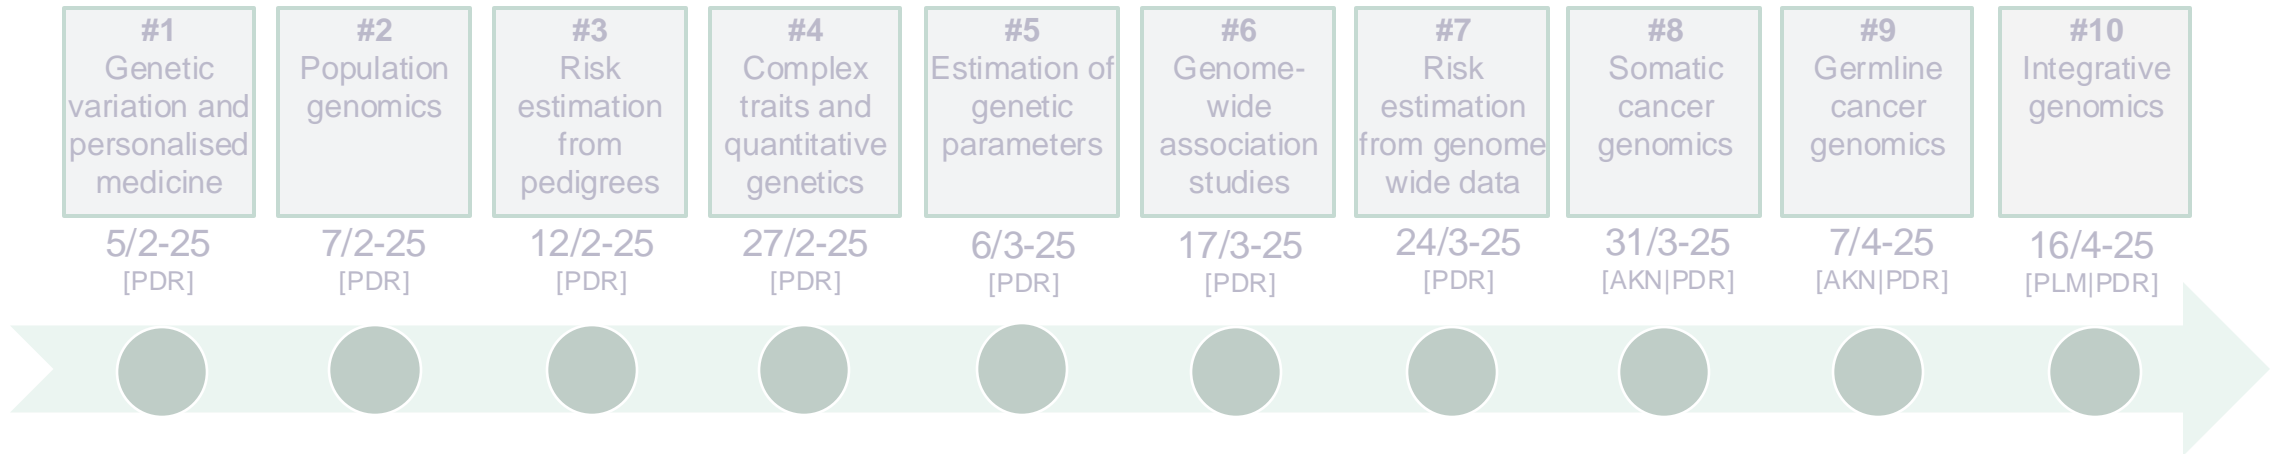 #1
Genetic
variation and
personalised
medicine
5/2-25
[PDR]
#2
Population
genomics
7/2-25
[PDR]
#3
Risk
estimation
from
pedigrees
12/2-25
[PDR]
#4
Complex
traits and
quantitative
genetics
27/2-25
[PDR]
#5
Estimation of
genetic
parameters
6/3-25
[PDR]
#6
Genome-
wide
association
studies
17/3-25
[PDR]
#7
Risk
estimation
from genome
wide data
24/3-25
[PDR]
#8
Somatic
cancer
genomics
31/3-25
[AKN|PDR]
#9
Germline
cancer
genomics
7/4-25
[AKN|PDR]
#10
Integrative
genomics
16/4-25
[PLM|PDR]